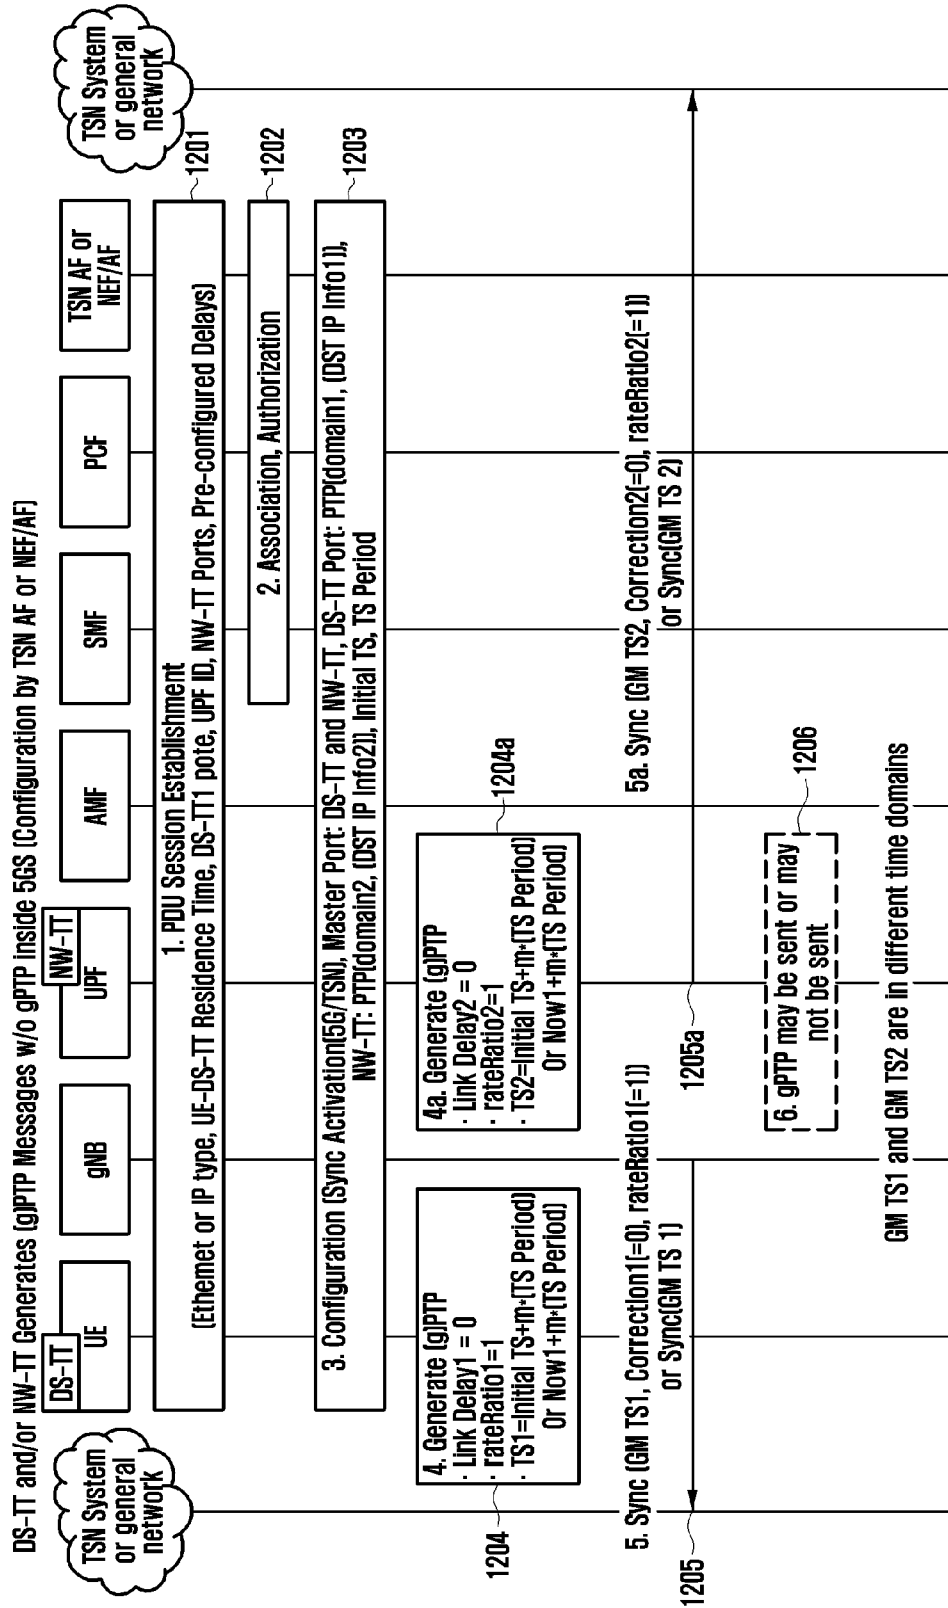 DS-TT and/or NW-TT Generates (g)PTP Messages w/o gPTP inside 5GS (Configuration by TSN AF or NEF/AF)
TSN System
or general
network
DS-TT
UE
gNB
NW-TT
UPF
AMF
SMF
PCF
TSN AF or
NEF/AF
TSN System
or general
network
1. PDU Session Establishment
(Ethemet or IP type, UE-DS-TT Residence Time, DS-TT1 pote, UPF ID, NW-TT Ports, Pre-configured Delays)
1201
2. Association, Authorization
1202
3. Configuration (Sync Activation(5G/TSN), Master Port: DS-TT and NW-TT, DS-TT Port: PTP(domain1, (DST IP Info1)),
NW-TT: PTP(domain2, (DST IP Info2)), Initial TS, TS Period
1203
4. Generate (g)PTP
· Link Delay1 = 0
· rateRatio1=1
· TS1=Initial TS+m*(TS Period)
Or Now1+m*(TS Period)
1204
4a. Generate (g)PTP
· Link Delay2 = 0
· rateRatio2=1
· TS2=Initial TS+m*(TS Period)
Or Now1+m*(TS Period)
1204a
5. Sync (GM TS1, Correction1(=0), rateRatio1(=1))
or Sync(GM TS 1)
1205
5a. Sync (GM TS2, CorrectIon2(=0), rateRatIo2(=1))
or Sync(GM TS 2)
1205a
6. gPTP may be sent or may
not be sent
1206
GM TS1 and GM TS2 are in different time domains